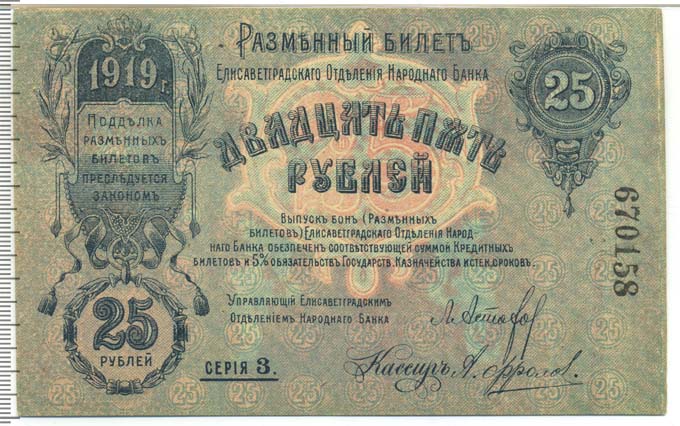 1919 г.
Поддѣлка
размѣнныхъ
билетовъ
преслѣдуется
закономъ
Размѣнный Билетъ
Елисаветградскаго Отдѣленія Народнаго Банка
25
Двадцать пять
рублей
Выпускъ бонъ (Размѣнныхъ
билетовъ) Елисаветградскаго Отдѣленія Народ-
наго Банка обезпеченъ соотвѣтствующей суммой Кредитныхъ
билетовъ и 5% обязательствъ Государств. Казначейства истек. сроковъ.
670158
25
рублей
Управляющій Елисаветградскимъ
Отделеніемъ Народнаго Банка
серія 3.
Кассиръ А. Фролов.